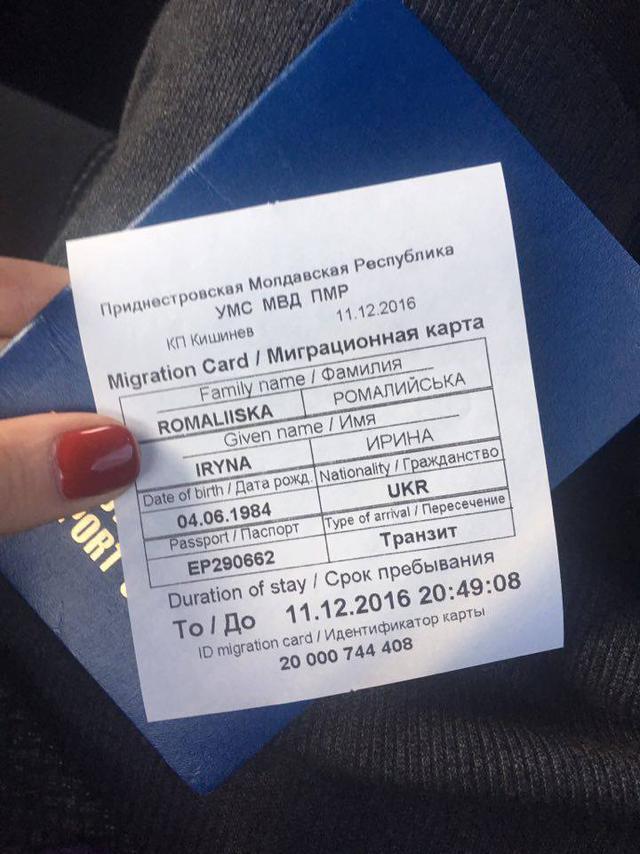 Приднестровская Молдавская Республика
УМС МВД ПМР
КП Кишинев 11.12.2016
Migration Card / Миграционная карта
Family name / Фамилия
ROMALIISKA РОМАЛИЙСЬКА
Given name / Имя
IRYNA ИРИНА
Date of birth / Дата рожд. Nationality / Гражданство
04.06.1984 UKR
Passport / Паспорт Type of arrival / Пересечение
EP290662 Транзит
Duration of stay / Срок пребывания
To / До 11.12.2016 20:49:08
ID migration card / Идентификатор карты
20 000 744 408